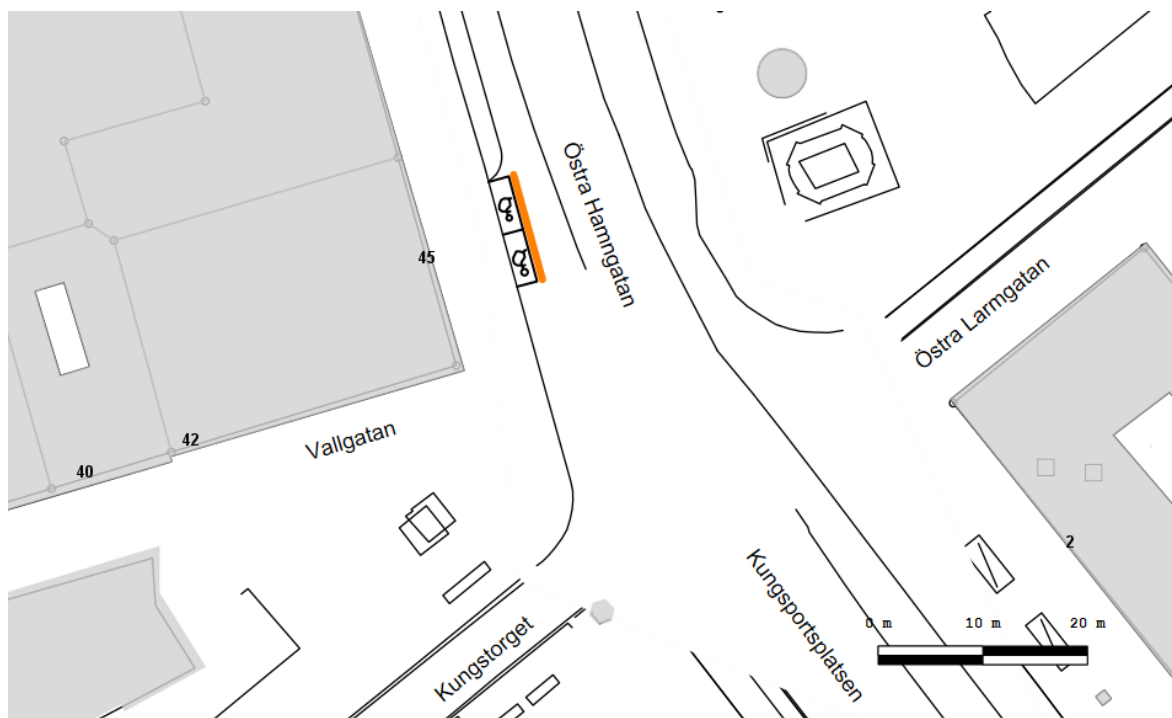 Östra Hamngatan
45
Östra Larmgatan
Vallgatan
42
40
2
Kungsportsplatsen
0 m 10 m 20 m
Kungstorget